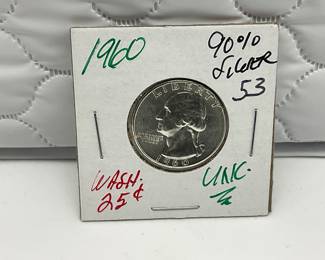 1960
90%
SILVER
53
LIBERTY
1960
WASH.
25¢
UNC.